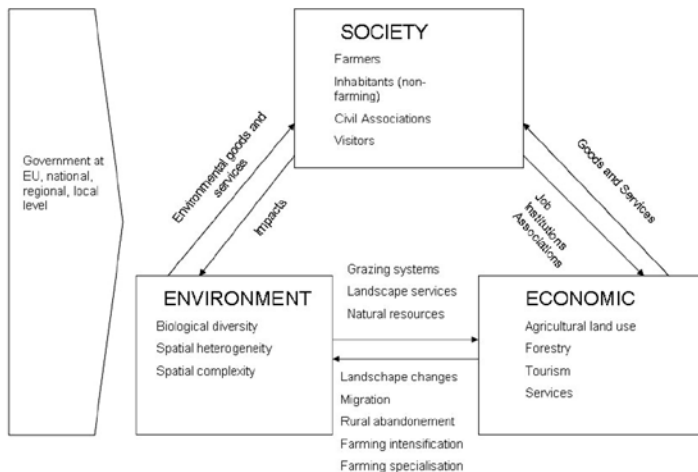 SOCIETY
Farmers
Inhabitants (non-
farming)
Civil Associations
Visitors
Government at
EU, national,
regional, local
level
Environmental goods and
services
Impacts
Goods and Services
Job
Institutions
Associations
ENVIRONMENT
Biological diversity
Spatial heterogeneity
Spatial complexity
Grazing systems
Landscape services
Natural resources
Landschape changes
Migration
Rural abandonement
Farming intensification
Farming specialisation
ECONOMIC
Agricultural land use
Forestry
Tourism
Services